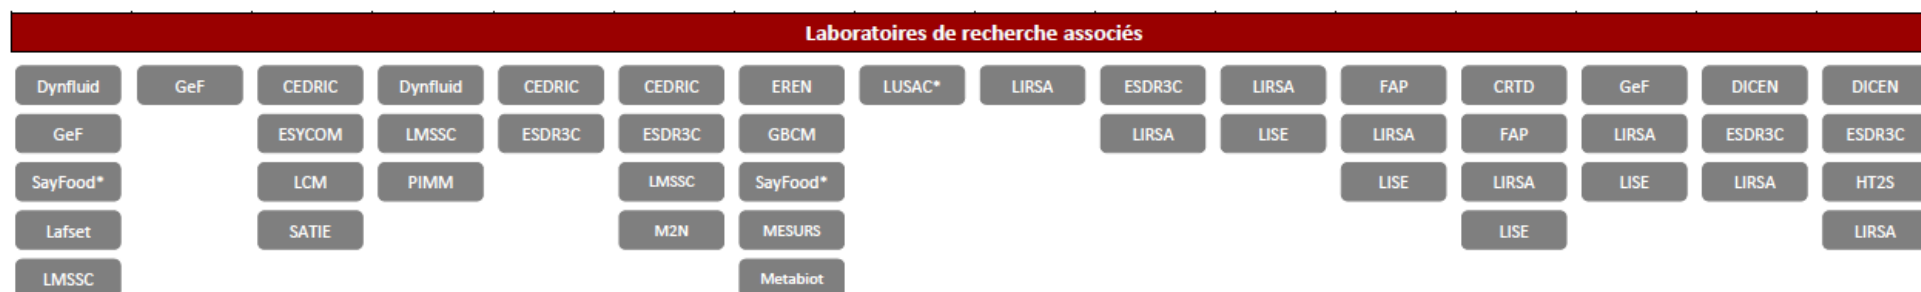 Laboratoires de recherche associés
Dynfluid GeF CEDRIC Dynfluid CEDRIC CEDRIC EREN LUSAC* LIRSA ESDR3C LIRSA FAP CRTD GeF DICEN DICEN
GeF ESYCOM LMSSC ESDR3C ESDR3C GBCM LIRSA LISE LIRSA FAP LIRSA ESDR3C ESDR3C
SayFood* LCM PIMM LMSSC SayFood* LISE LIRSA LISE LIRSA HT2S
Lafset SATIE M2N MESURS LISE LIRSA
LMSSC Metabiot